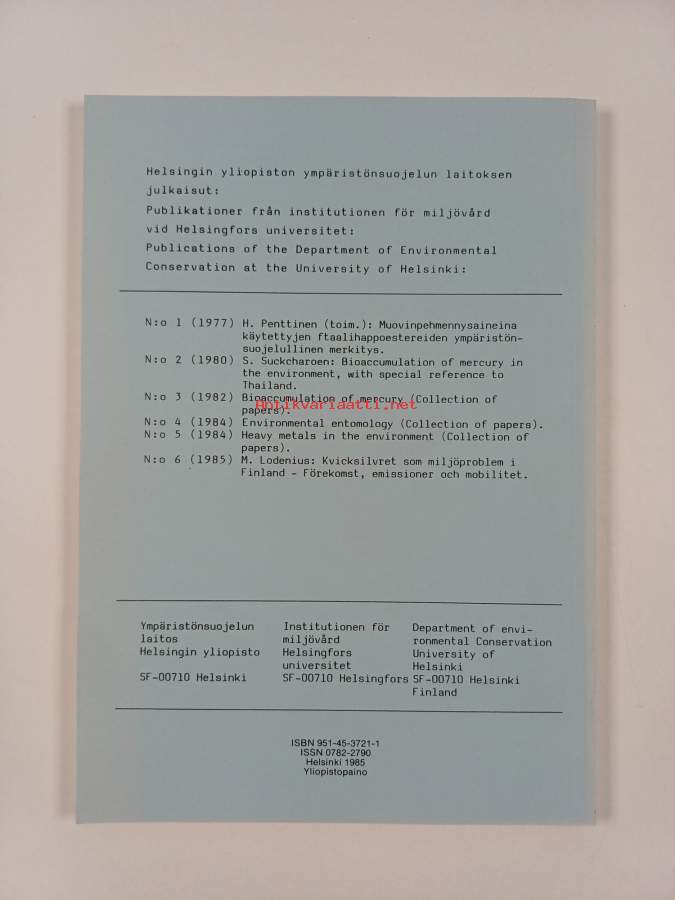 Helsingin yliopiston ympäristönsuojelun laitoksen
julkaisut:
Publikationer från institutionen för miljövård
vid Helsingfors universitet:
Publications of the Department of Environmental
Conservation at the University of Helsinki:
N:o 1 (1977) H. Penttinen (toim.): Muovinpehmennysaineina
käytettyjen ftaalihappoestereiden ympäristön-
suojelullinen merkitys.
N:o 2 (1980) S. Suckcharoen: Bioaccumulation of mercury in
the environment, with special reference to
Thailand.
N:o 3 (1982) Bioaccumulation of mercury (Collection of
papers).
Antikvariaatti.net
N:o 4 (1984) Environmental entomology (Collection of papers).
N:o 5 (1984) Heavy metals in the environment (Collection of
papers).
N:o 6 (1985) M. Lodenius: Kvicksilvret som miljöproblem i
Finland - Förekomst, emissioner och mobilitet.
Ympäristönsuojelun
laitos
Helsingin yliopisto
SF-00710 Helsinki
Institutionen för
miljövård
Helsingfors
universitet
SF-00710 Helsingfors
Department of envi-
ronmental Conservation
University of
Helsinki
SF-00710 Helsinki
Finland
ISBN 951-45-3721-1
ISSN 0782-2790
Helsinki 1985
Yliopistopaino